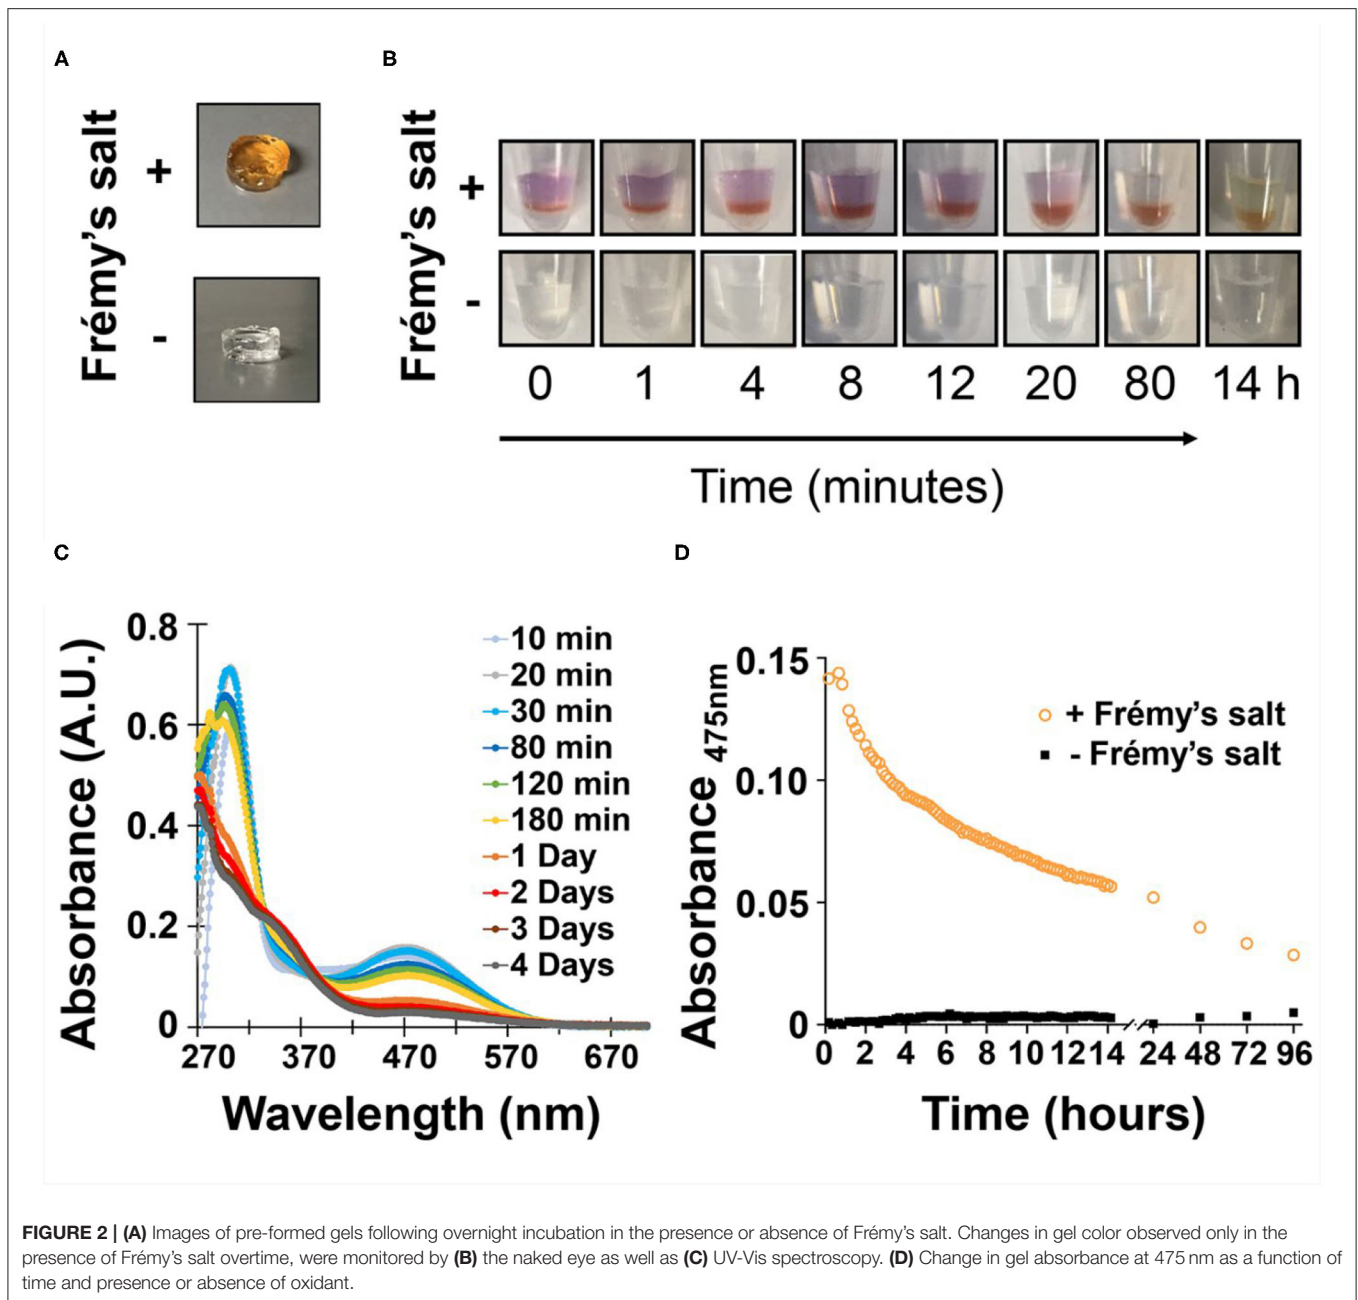 A
B
Frémy's salt
+
-
Frémy's salt
+
-
0 1 4 8 12 20 80 14 h
Time (minutes)
C
D
Absorbance (A.U.)
0.8
0.6
0.4
0.2
0
270 370 470 570 670
Wavelength (nm)
10 min
20 min
30 min
80 min
120 min
180 min
1 Day
2 Days
3 Days
4 Days
Absorbance 475nm
0.15
0.10
0.05
0
0 2 4 6 8 10 12 14 24 48 72 96
Time (hours)
+ Frémy's salt
- Frémy's salt
FIGURE 2 | (A) Images of pre-formed gels following overnight incubation in the presence or absence of Frémy's salt. Changes in gel color observed only in the
presence of Frémy's salt overtime, were monitored by (B) the naked eye as well as (C) UV-Vis spectroscopy. (D) Change in gel absorbance at 475 nm as a function of
time and presence or absence of oxidant.